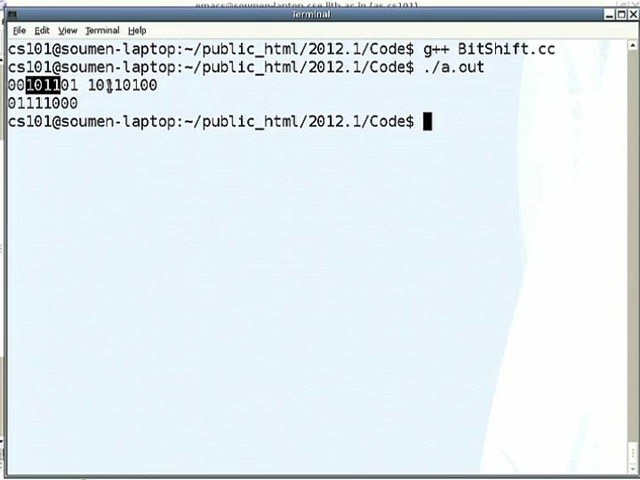 Terminal
File Edit View Terminal Help
cs101@soumen-laptop:~/public_html/2012.1/Code$ g++ BitShift.cc
cs101@soumen-laptop:~/public_html/2012.1/Code$ ./a.out
00101101 10110100
01111000
cs101@soumen-laptop:~/public_html/2012.1/Code$